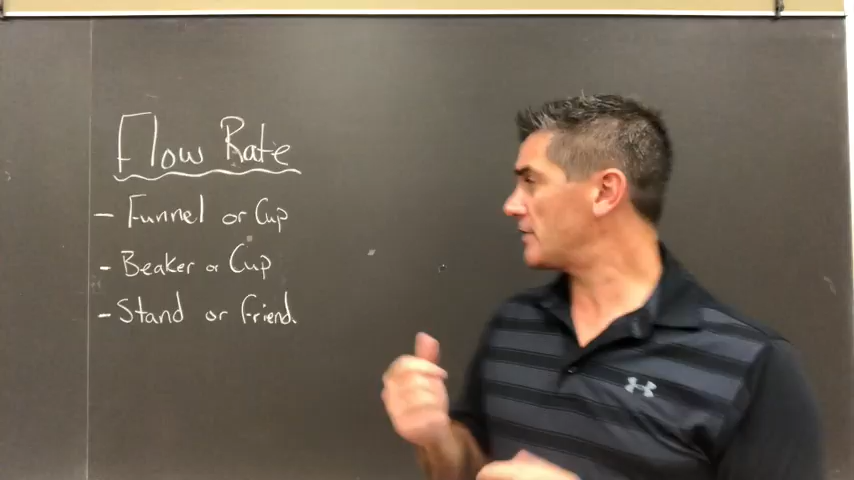 Flow Rate
- Funnel or Cup
- Beaker or Cup
- Stand or friend.